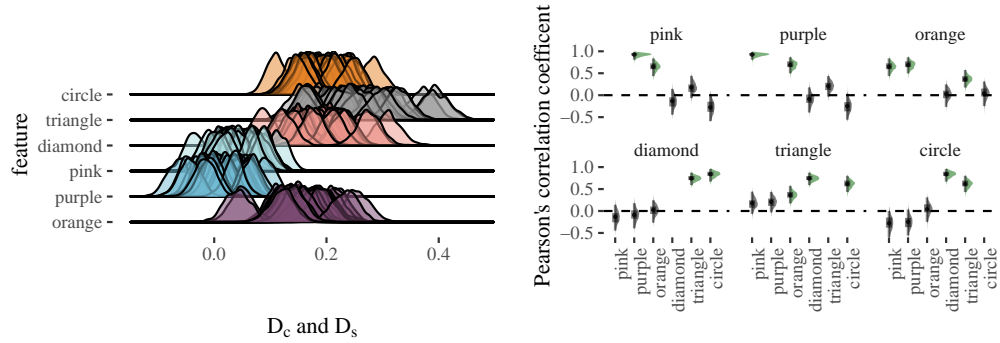 feature
circle
triangle
diamond
pink
purple
orange
0.0 0.2 0.4
D_c and D_s
Pearson's correlation coefficent
pink purple orange
1.0
0.5
0.0
−0.5
diamond triangle circle
1.0
0.5
0.0
−0.5
pink purple orange diamond triangle circle pink purple orange diamond triangle circle pink purple orange diamond triangle circle